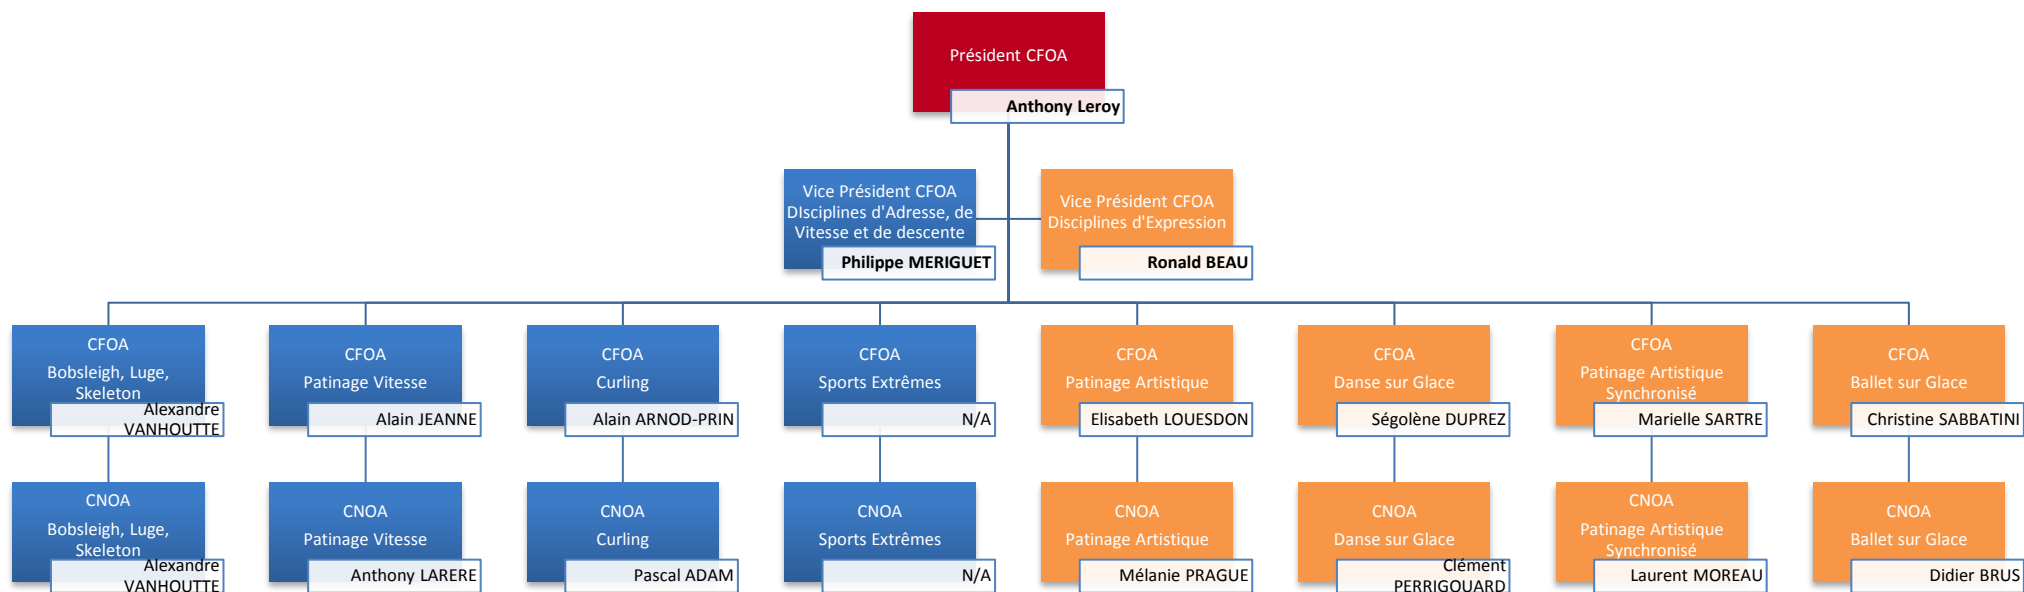 Président CFOA
Anthony Leroy
Vice Président CFOA
DIsciplines d'Adresse, de
Vitesse et de descente
Philippe MERIGUET
Vice Président CFOA
Disciplines d'Expression
Ronald BEAU
CFOA
Bobsleigh, Luge,
Skeleton
Alexandre
VANHOUTTE
CFOA
Patinage Vitesse
Alain JEANNE
CFOA
Curling
Alain ARNOD-PRIN
CFOA
Sports Extrêmes
N/A
CFOA
Patinage Artistique
Elisabeth LOUESDON
CFOA
Danse sur Glace
Ségolène DUPREZ
CFOA
Patinage Artistique
Synchronisé
Marielle SARTRE
CFOA
Ballet sur Glace
Christine SABBATINI
CNOA
Bobsleigh, Luge,
Skeleton
Alexandre
VANHOUTTE
CNOA
Patinage Vitesse
Anthony LARERE
CNOA
Curling
Pascal ADAM
CNOA
Sports Extrêmes
N/A
CNOA
Patinage Artistique
Mélanie PRAGUE
CNOA
Danse sur Glace
Clément
PERRIGOUARD
CNOA
Patinage Artistique
Synchronisé
Laurent MOREAU
CNOA
Ballet sur Glace
Didier BRUS